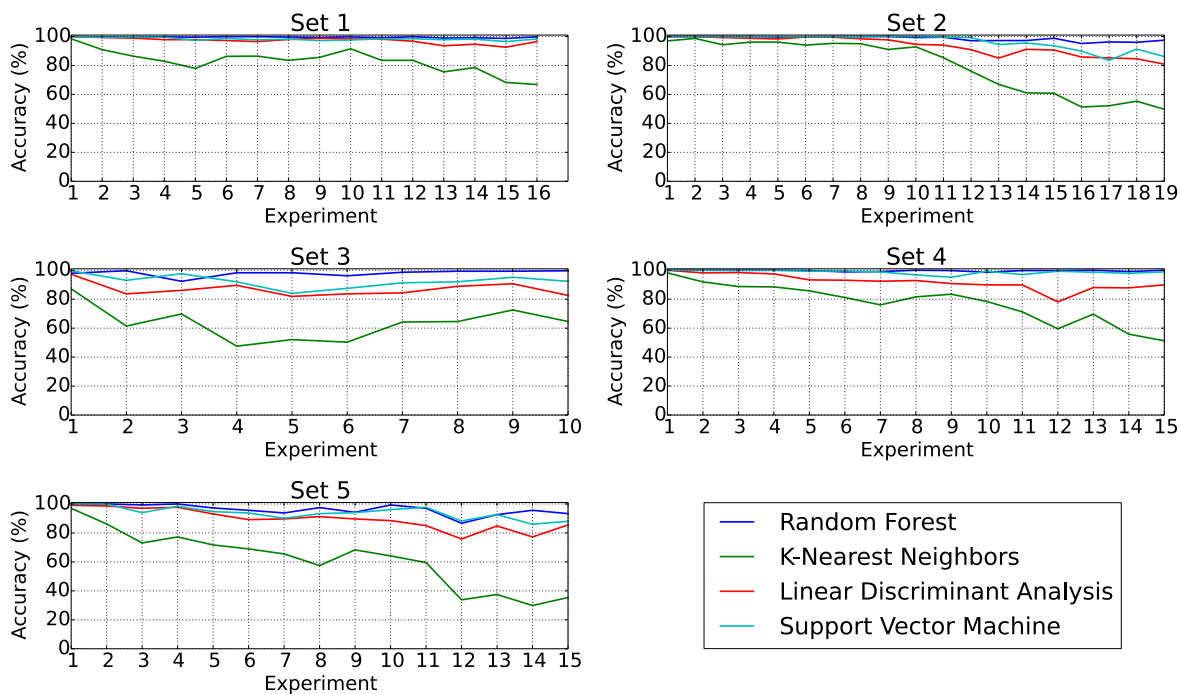 Set 1
Accuracy (%)
100
80
60
40
20
0
1 2 3 4 5 6 7 8 9 10 11 12 13 14 15 16
Experiment
Set 2
Accuracy (%)
100
80
60
40
20
0
1 2 3 4 5 6 7 8 9 10 11 12 13 14 15 16 17 18 19
Experiment
Set 3
Accuracy (%)
100
80
60
40
20
0
1 2 3 4 5 6 7 8 9 10
Experiment
Set 4
Accuracy (%)
100
80
60
40
20
0
1 2 3 4 5 6 7 8 9 10 11 12 13 14 15
Experiment
Set 5
Accuracy (%)
100
80
60
40
20
0
1 2 3 4 5 6 7 8 9 10 11 12 13 14 15
Experiment
Random Forest
K-Nearest Neighbors
Linear Discriminant Analysis
Support Vector Machine